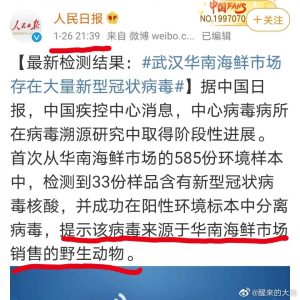 人民日报
人民日报
中国FANS
NO.1997070
1-26 21:39 来自 微博 weibo.c...
已编辑
【最新检测结果：#武汉华南海鲜市场
存在大量新型冠状病毒#】据中国日
报，中国疾控中心消息，中心病毒病所
在病毒溯源研究中取得阶段性进展。
首次从华南海鲜市场的585份环境样本
中，检测到33份样品含有新型冠状病
毒核酸，并成功在阳性环境标本中分离
病毒，提示该病毒来源于华南海鲜市场
销售的野生动物。
@醒来的大